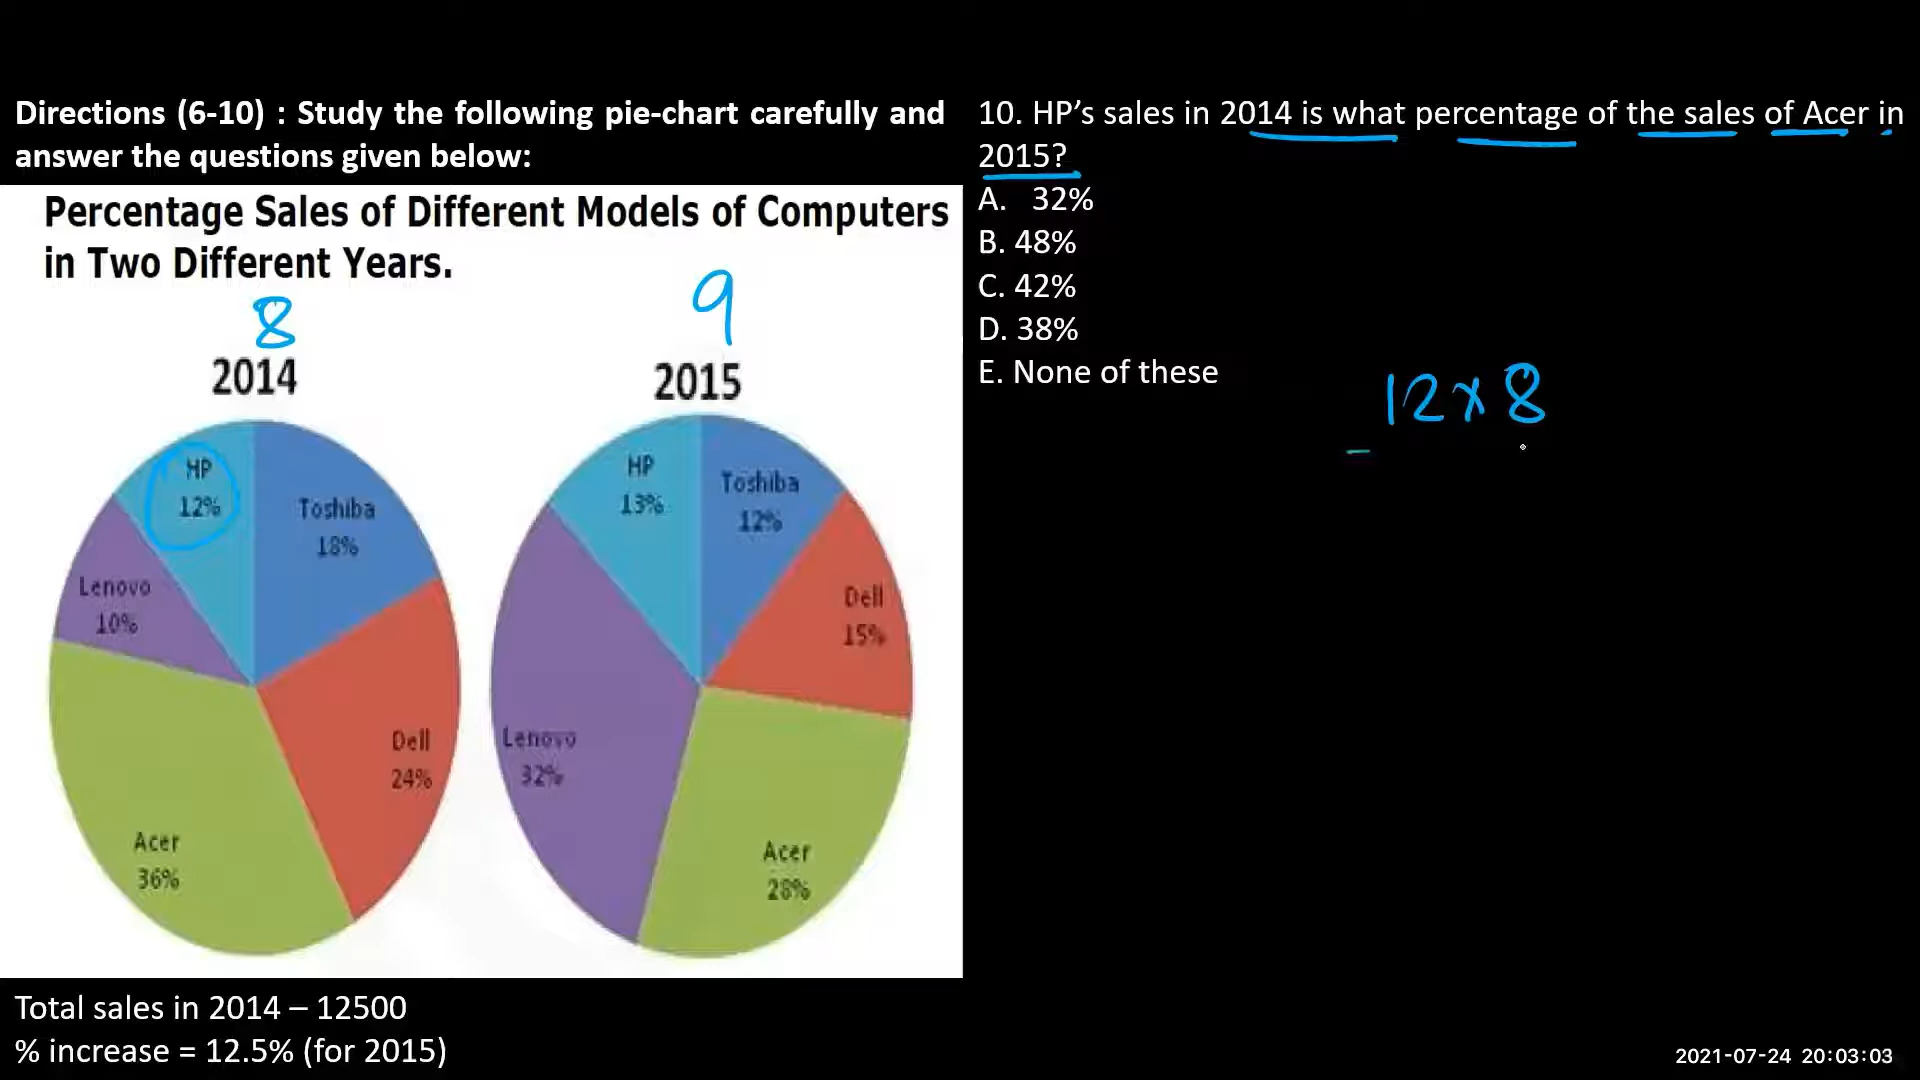 Directions (6-10) : Study the following pie-chart carefully and
answer the questions given below:
Percentage Sales of Different Models of Computers
in Two Different Years.
8
2014
HP
12%
Toshiba
18%
Lenovo
10%
Dell
24%
Acer
36%
9
2015
HP
13%
Toshiba
12%
Dell
15%
Lenovo
32%
Acer
28%
Total sales in 2014 – 12500
% increase = 12.5% (for 2015)
10. HP’s sales in 2014 is what percentage of the sales of Acer in
2015?
A. 32%
B. 48%
C. 42%
D. 38%
E. None of these
12 × 8
2021-07-24 20:03:03